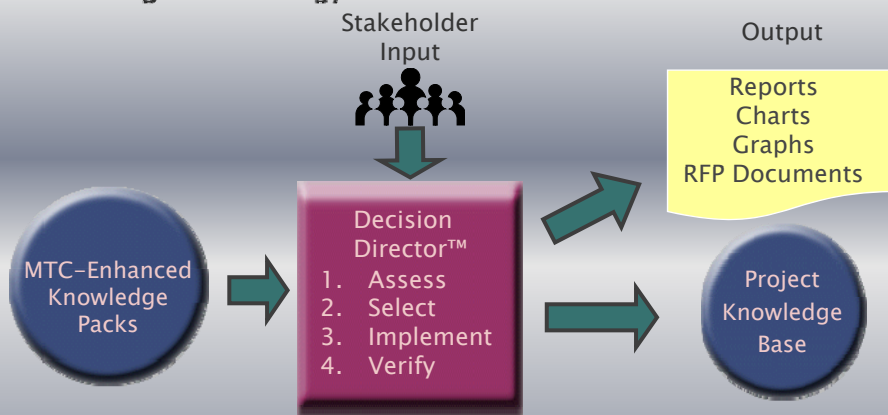 Stakeholder
Input
Output
Reports
Charts
Graphs
RFP Documents
MTC-Enhanced
Knowledge
Packs
Decision
Director™
1. Assess
2. Select
3. Implement
4. Verify
Project
Knowledge
Base